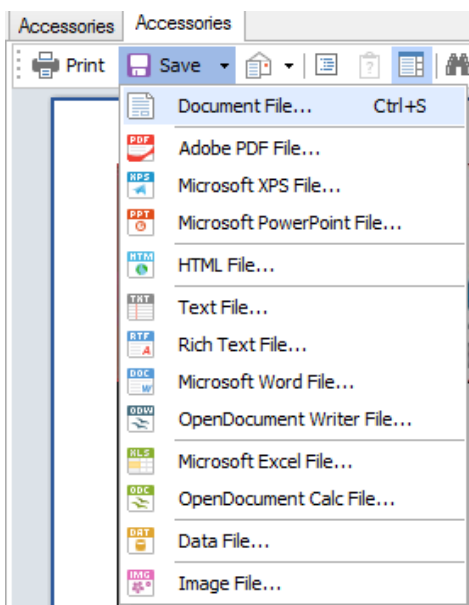 Accessories Accessories
Print Save
Document File... Ctrl+S
PDF Adobe PDF File...
XPS Microsoft XPS File...
PPT Microsoft PowerPoint File...
HTM HTML File...
TXT Text File...
RTF A Rich Text File...
DOC W Microsoft Word File...
ODW OpenDocument Writer File...
XLS Microsoft Excel File...
ODC OpenDocument Calc File...
DAT Data File...
IMG Image File...